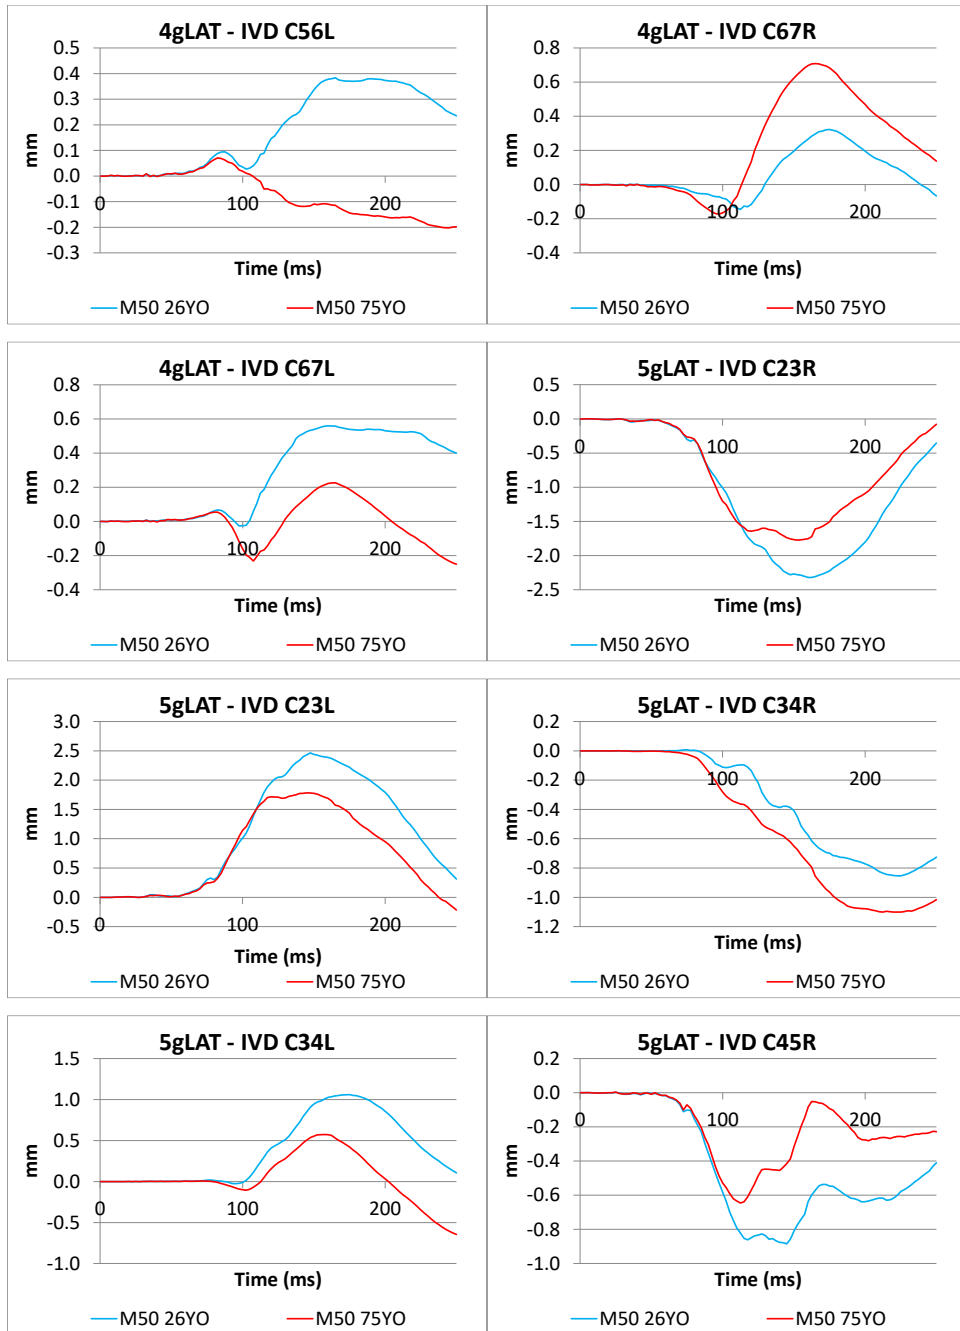 4gLAT - IVD C56L
0.5
0.4
0.3
0.2
0.1
0.0
-0.1
-0.2
-0.3
0
100
200
mm
Time (ms)
M50 26YO
M50 75YO
4gLAT - IVD C67R
0.8
0.6
0.4
0.2
0.0
-0.2
-0.4
0
100
200
mm
Time (ms)
M50 26YO
M50 75YO
4gLAT - IVD C67L
0.8
0.6
0.4
0.2
0.0
-0.2
-0.4
0
100
200
mm
Time (ms)
M50 26YO
M50 75YO
5gLAT - IVD C23R
0.5
0.0
-0.5
-1.0
-1.5
-2.0
-2.5
0
100
200
mm
Time (ms)
M50 26YO
M50 75YO
5gLAT - IVD C23L
3.0
2.5
2.0
1.5
1.0
0.5
0.0
-0.5
0
100
200
mm
Time (ms)
M50 26YO
M50 75YO
5gLAT - IVD C34R
0.2
0.0
-0.2
-0.4
-0.6
-0.8
-1.0
-1.2
0
100
200
mm
Time (ms)
M50 26YO
M50 75YO
5gLAT - IVD C34L
1.5
1.0
0.5
0.0
-0.5
-1.0
0
100
200
mm
Time (ms)
M50 26YO
M50 75YO
5gLAT - IVD C45R
0.2
0.0
-0.2
-0.4
-0.6
-0.8
-1.0
0
100
200
mm
Time (ms)
M50 26YO
M50 75YO